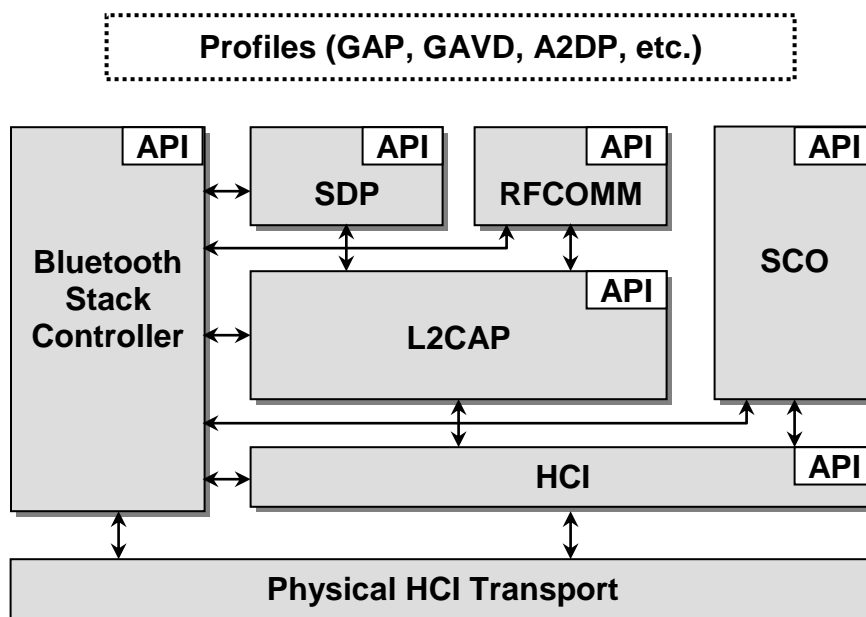 Profiles (GAP, GAVD, A2DP, etc.)
API
API
API
API
SDP
RFCOMM
Bluetooth
Stack
Controller
SCO
API
L2CAP
API
HCI
Physical HCI Transport